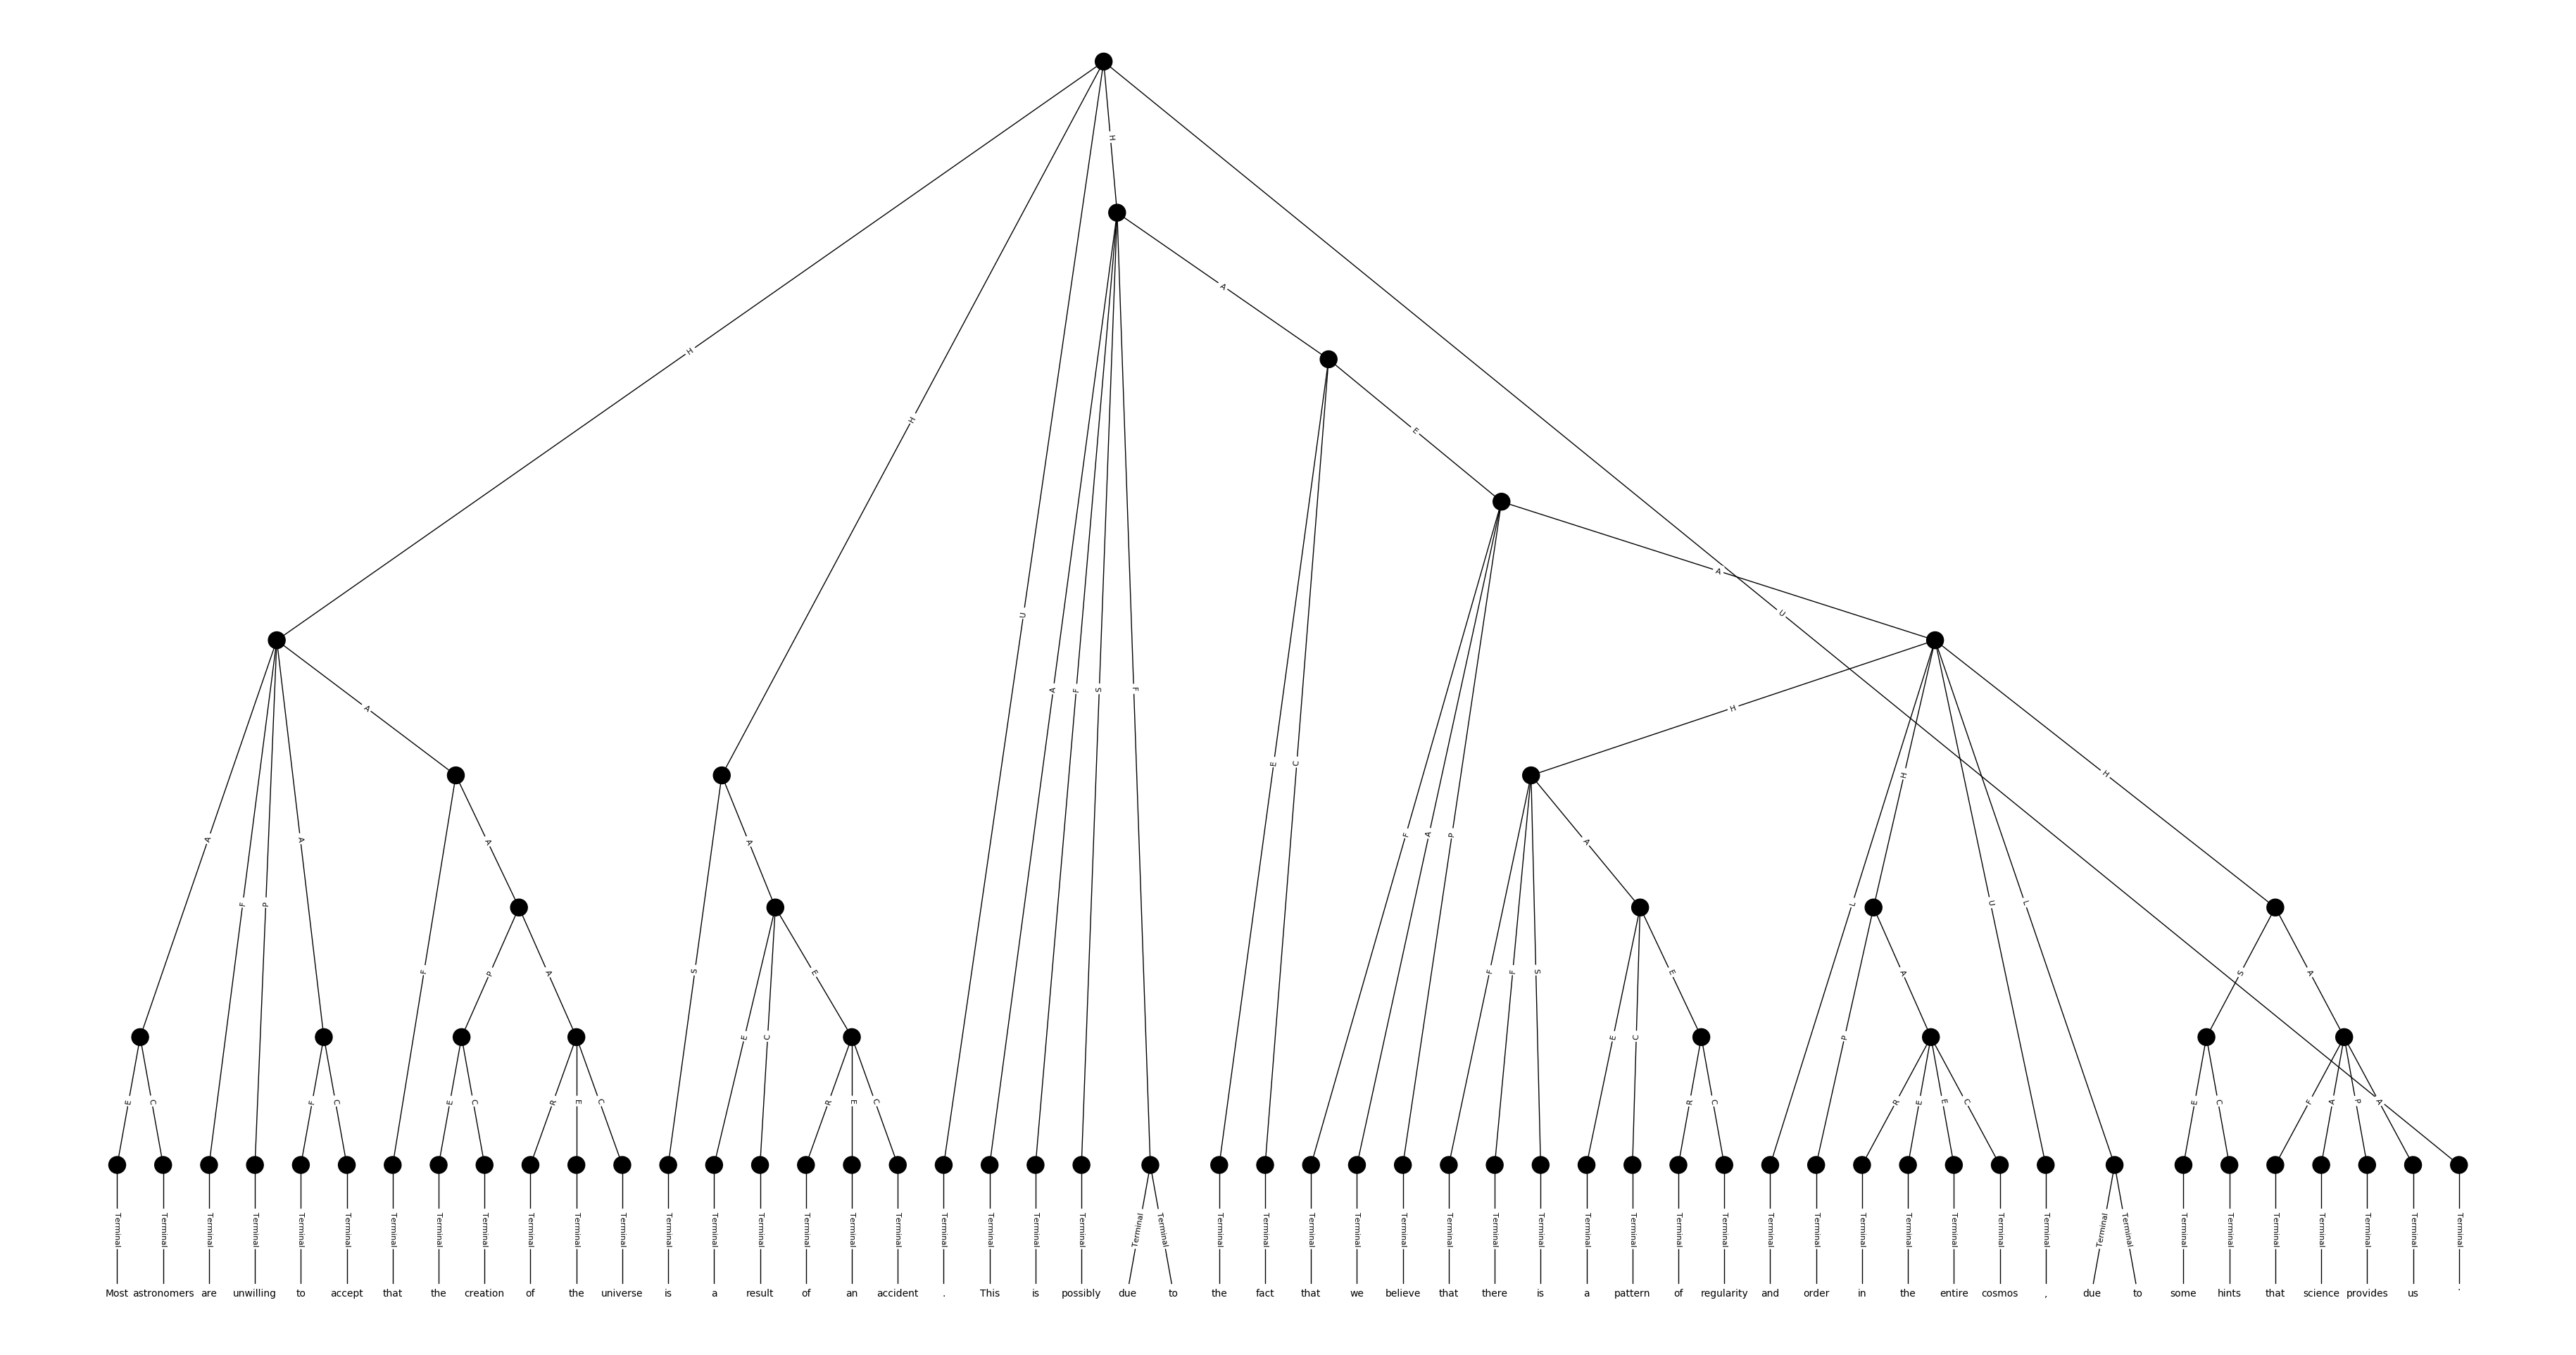 H
A
H
H
E
A
U U
A F S F
A H
E C H H
A A A A F A P A
F P L U L
F P A S E F F S E A S A
E C E C P
E C F C E C R E C R E C R C R E E C E C F A P A
Terminal Terminal Terminal Terminal Terminal Terminal Terminal Terminal Terminal Terminal Terminal Terminal Terminal Terminal Terminal Terminal Terminal Terminal Terminal Terminal Terminal Terminal Terminal Terminal Terminal Terminal Terminal Terminal Terminal Terminal Terminal Terminal Terminal Terminal Terminal Terminal Terminal Terminal Terminal Terminal Terminal Terminal Terminal Terminal Terminal Terminal Terminal Terminal Terminal Terminal Terminal Terminal
Most astronomers are unwilling to accept that the creation of the universe is a result of an accident . This is possibly due to the fact that we believe that there is a pattern of regularity and order in the entire cosmos , due to some hints that science provides us .